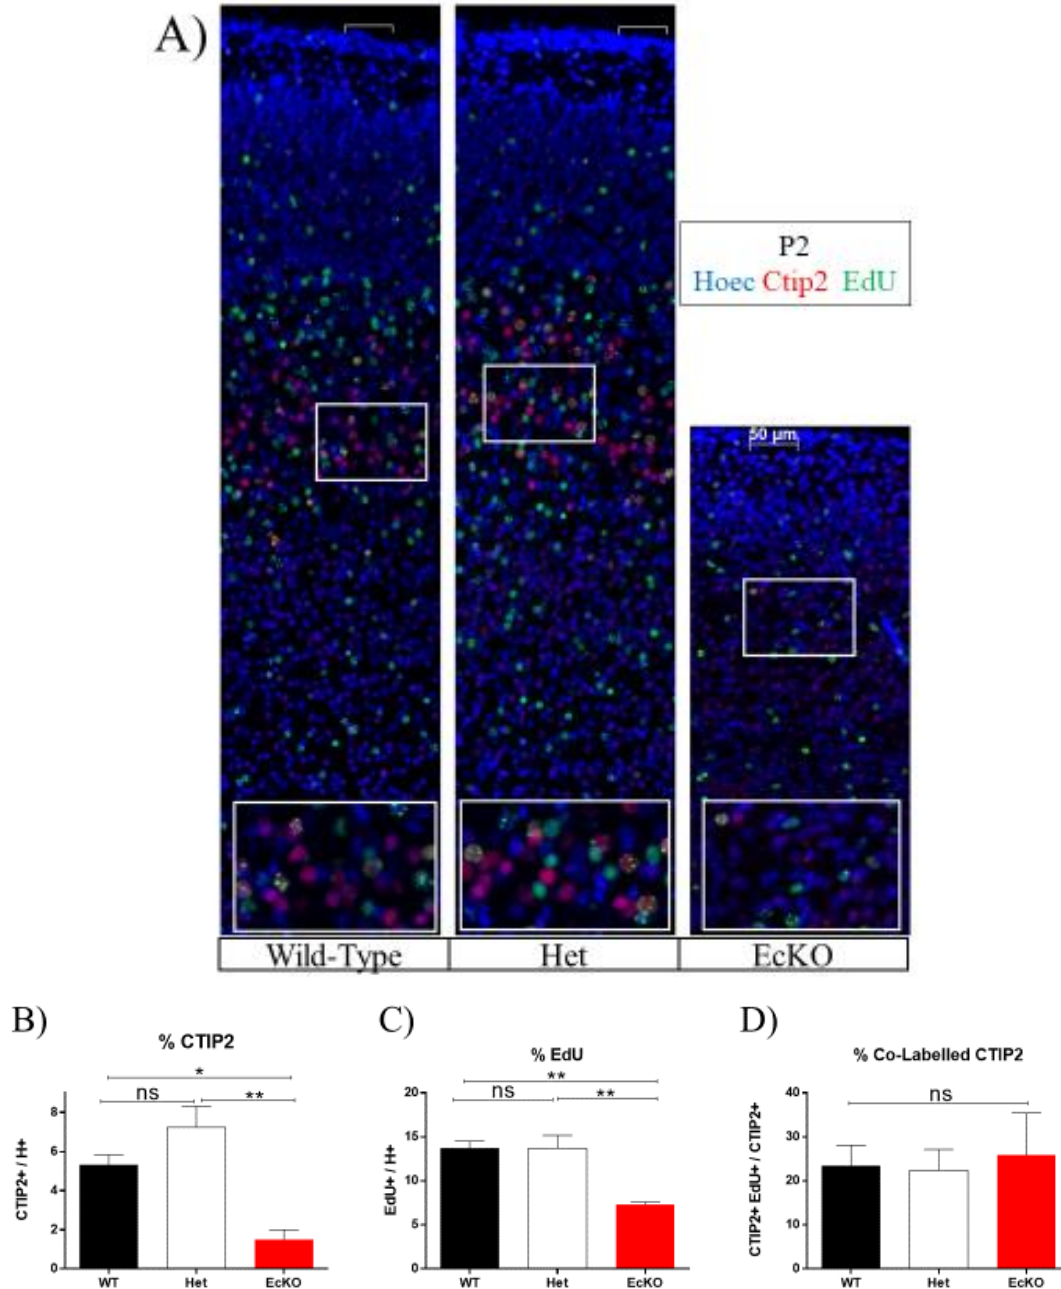 A)
P2
Hoec Ctip2 EdU
50 µm
Wild-Type Het EcKO
B)
% CTIP2
*
ns **
CTIP2+ / H+
8
6
4
2
0
WT Het EcKO
C)
% EdU
**
ns **
EdU+ / H+
20
15
10
5
0
WT Het EcKO
D)
% Co-Labelled CTIP2
ns
CTIP2+ EdU+ / CTIP2+
40
30
20
10
0
WT Het EcKO